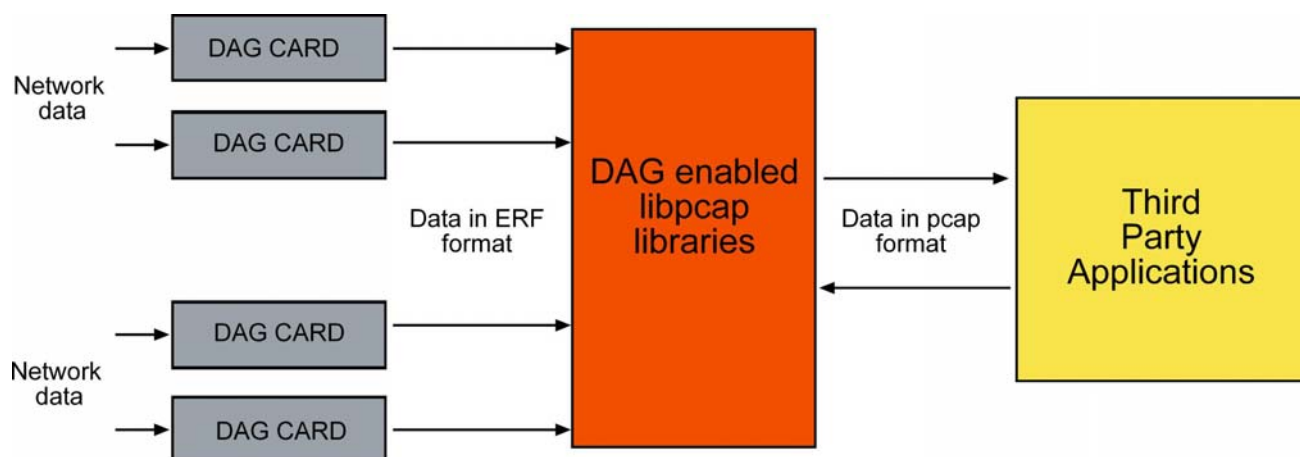 DAG CARD
Network
data
DAG CARD
DAG enabled
libpcap
libraries
Data in ERF
format
Data in pcap
format
Third
Party
Applications
DAG CARD
Network
data
DAG CARD